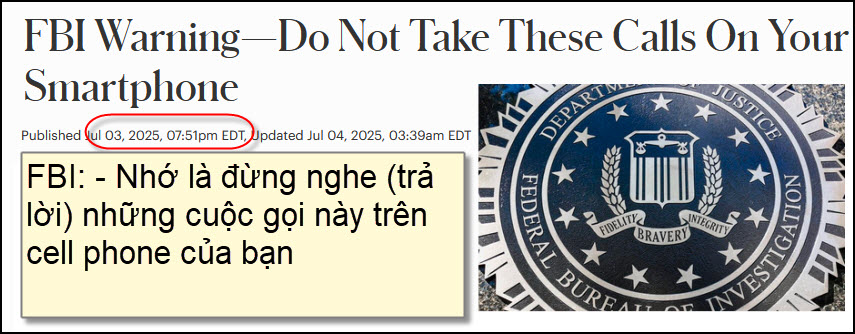 FBI Warning—Do Not Take These Calls On Your
Smartphone
Published Jul 03, 2025, 07:51pm EDT, Updated Jul 04, 2025, 03:39am EDT
FBI: - Nhớ là đừng nghe (trả
lời) những cuộc gọi này trên
cell phone của bạn
DEPARTMENT OF JUSTICE
FIDELITY BRAVERY INTEGRITY
FEDERAL BUREAU OF INVESTIGATION